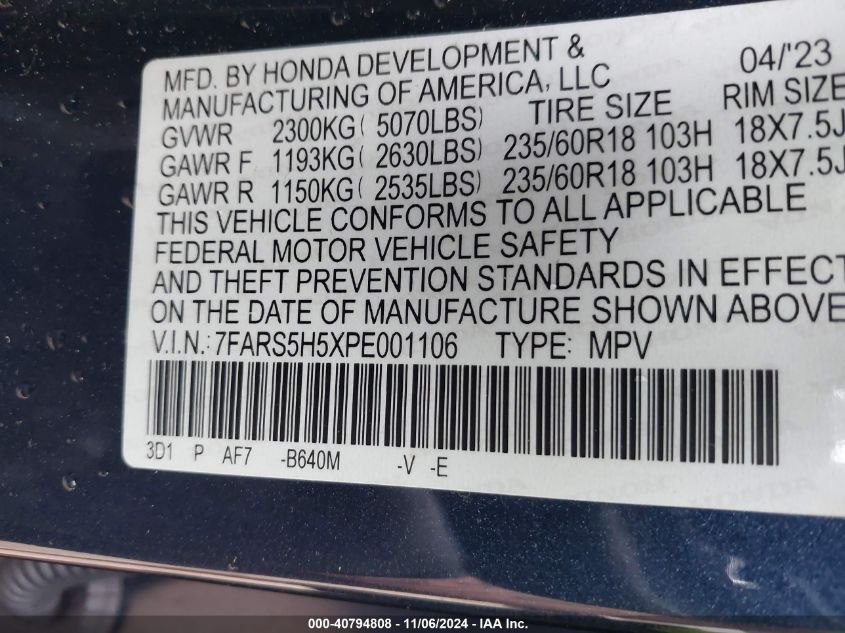 MFD. BY HONDA DEVELOPMENT & 04/'23
MANUFACTURING OF AMERICA, LLC
TIRE SIZE RIM SIZE
GVWR 2300KG( 5070LBS)
GAWR F 1193KG( 2630LBS) 235/60R18 103H 18X7.5J
GAWR R 1150KG( 2535LBS) 235/60R18 103H 18X7.5J
THIS VEHICLE CONFORMS TO ALL APPLICABLE
FEDERAL MOTOR VEHICLE SAFETY
AND THEFT PREVENTION STANDARDS IN EFFECT
ON THE DATE OF MANUFACTURE SHOWN ABOVE
V.I.N.: 7FARS5H5XPE001106 TYPE: MPV
3D1 P AF7 -B640M -V -E
000-40794808 - 11/06/2024 - IAA Inc.